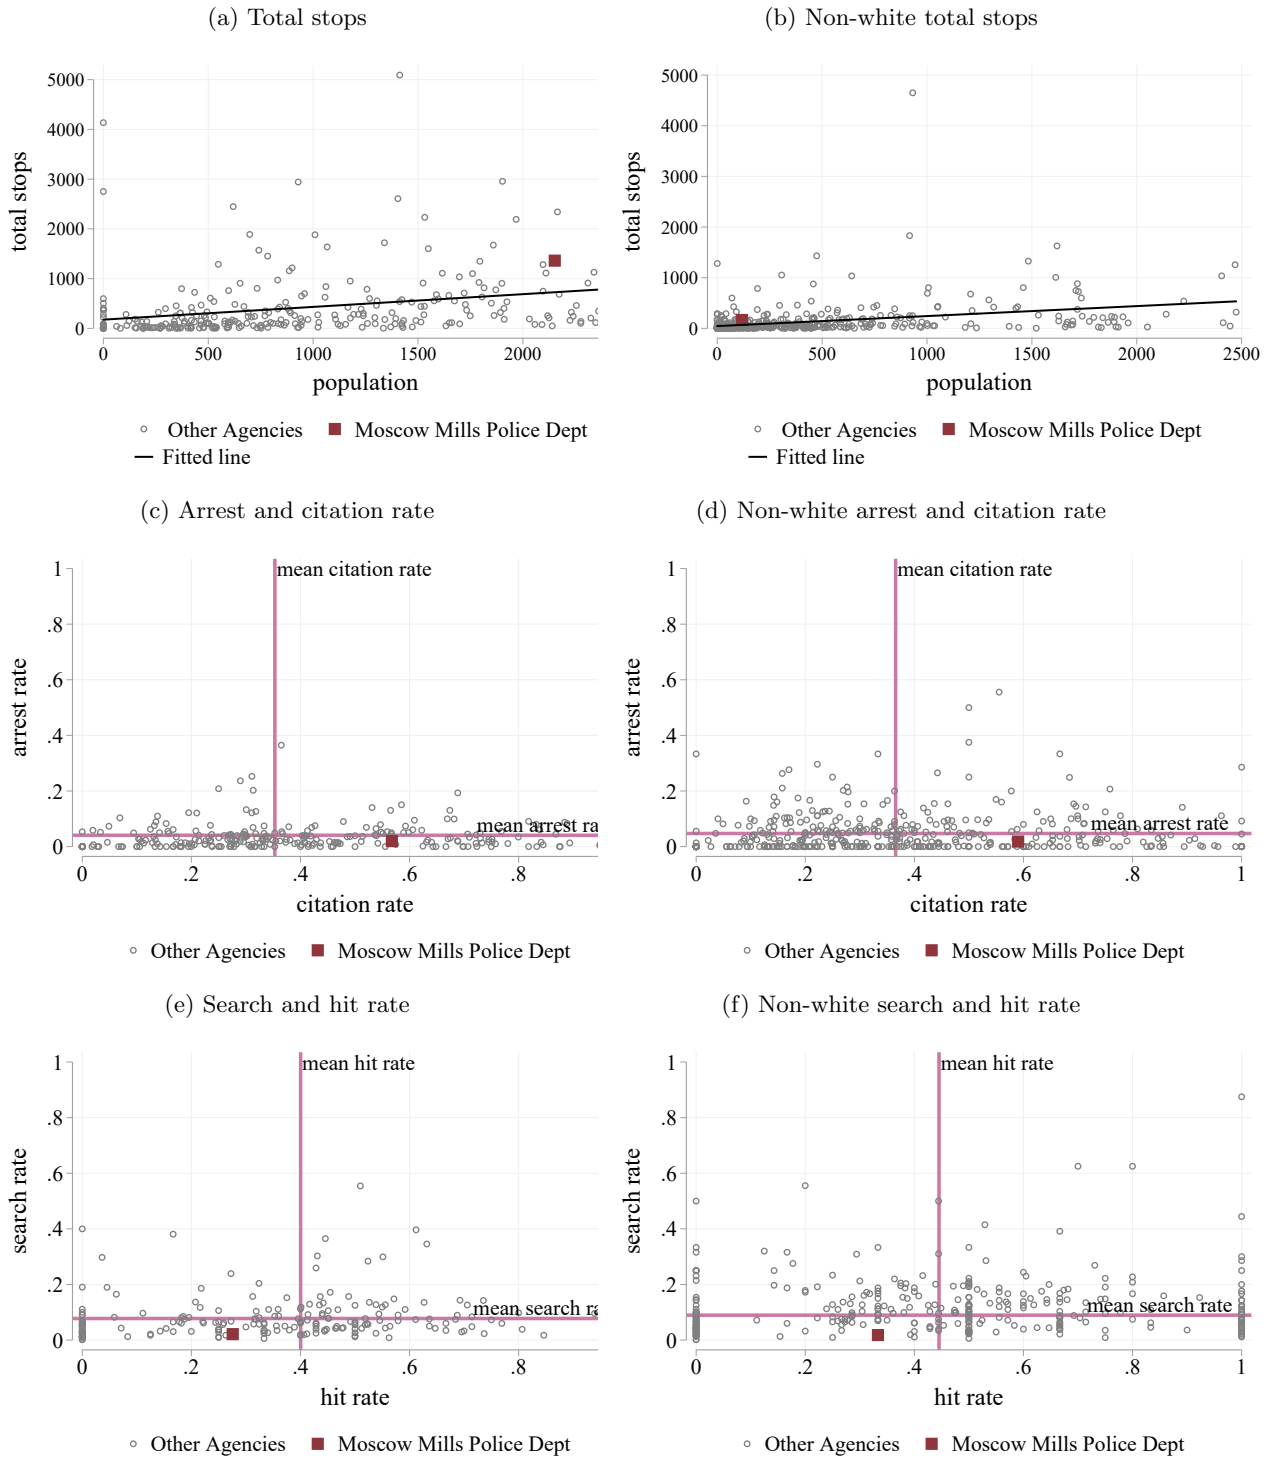 (a) Total stops
(b) Non-white total stops
total stops
5000
4000
3000
2000
1000
0
0 500 1000 1500 2000
population
Other Agencies Moscow Mills Police Dept
Fitted line
total stops
5000
4000
3000
2000
1000
0
0 500 1000 1500 2000 2500
population
Other Agencies Moscow Mills Police Dept
Fitted line
(c) Arrest and citation rate
(d) Non-white arrest and citation rate
arrest rate
1
.8
.6
.4
.2
0
mean citation rate
mean arrest ra
0 .2 .4 .6 .8
citation rate
Other Agencies Moscow Mills Police Dept
arrest rate
1
.8
.6
.4
.2
0
mean citation rate
mean arrest rate
0 .2 .4 .6 .8 1
citation rate
Other Agencies Moscow Mills Police Dept
(e) Search and hit rate
(f) Non-white search and hit rate
search rate
1
.8
.6
.4
.2
0
mean hit rate
mean search ra
0 .2 .4 .6 .8
hit rate
Other Agencies Moscow Mills Police Dept
search rate
1
.8
.6
.4
.2
0
mean hit rate
mean search rate
0 .2 .4 .6 .8 1
hit rate
Other Agencies Moscow Mills Police Dept